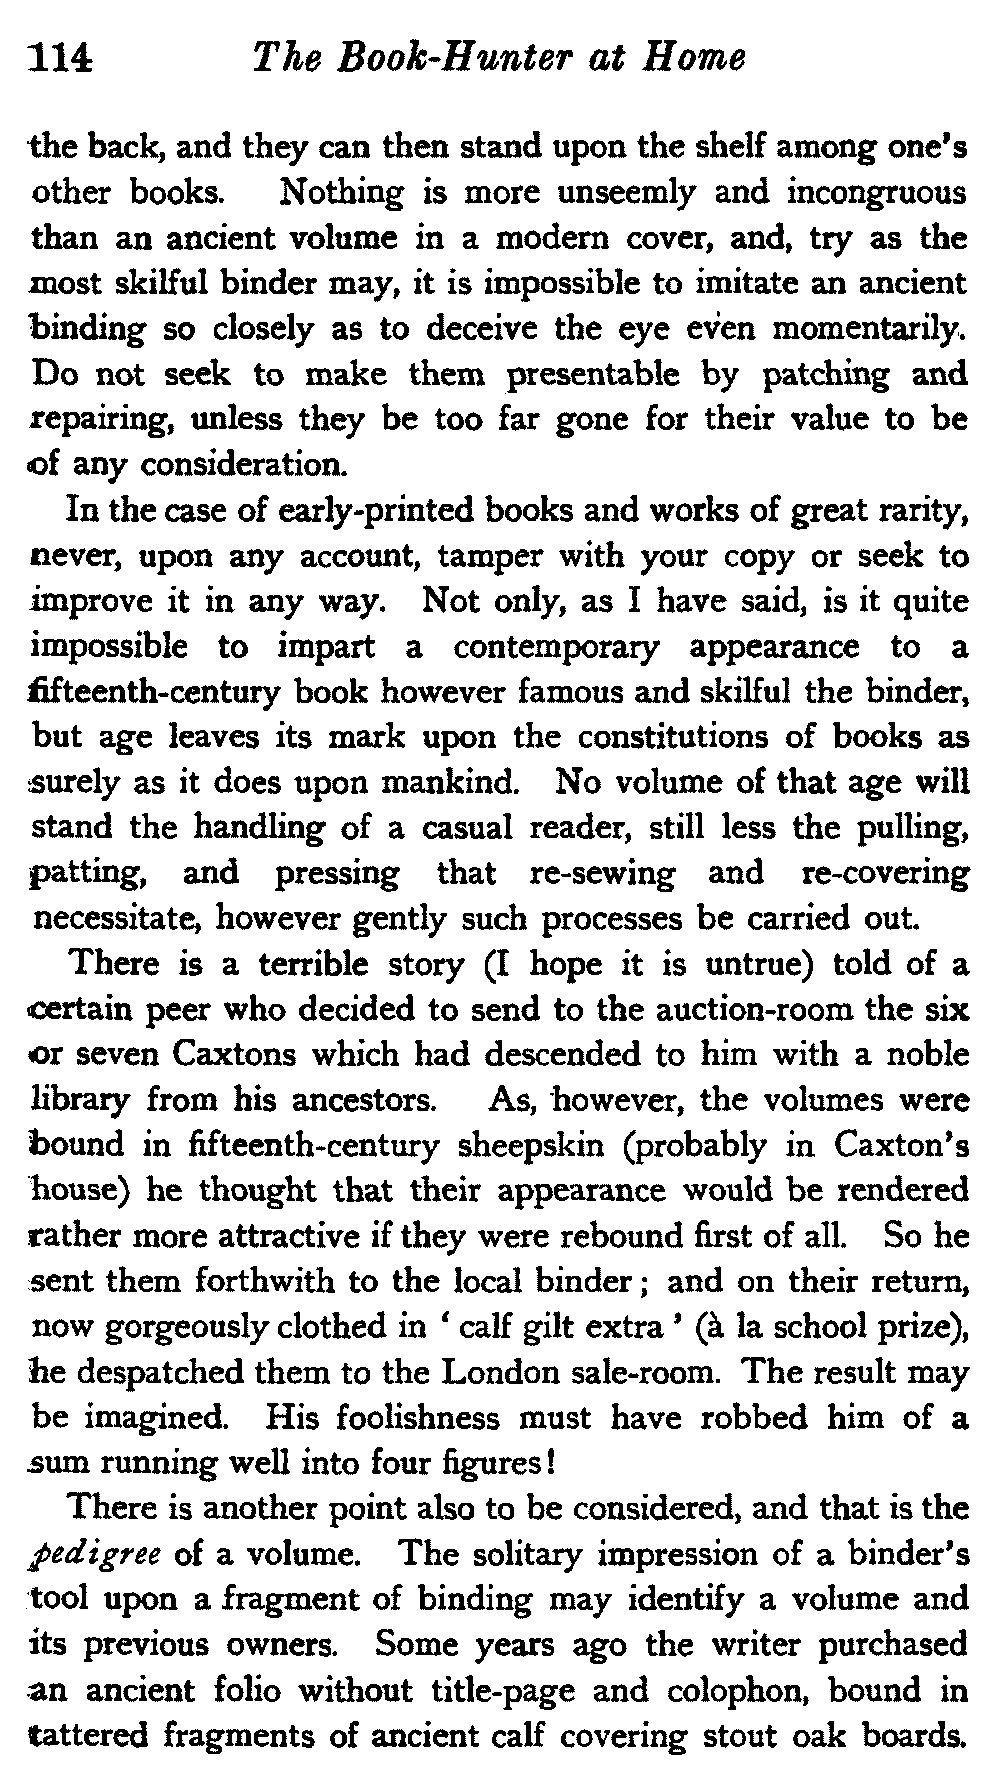 114 The Book-Hunter at Home
the back, and they can then stand upon the shelf among one's
other books. Nothing is more unseemly and incongruous
than an ancient volume in a modern cover, and, try as the
most skilful binder may, it is impossible to imitate an ancient
binding so closely as to deceive the eye even momentarily.
Do not seek to make them presentable by patching and
repairing, unless they be too far gone for their value to be
of any consideration.
In the case of early-printed books and works of great rarity,
never, upon any account, tamper with your copy or seek to
improve it in any way. Not only, as I have said, is it quite
impossible to impart a contemporary appearance to a
fifteenth-century book however famous and skilful the binder,
but age leaves its mark upon the constitutions of books as
surely as it does upon mankind. No volume of that age will
stand the handling of a casual reader, still less the pulling,
patting, and pressing that re-sewing and re-covering
necessitate, however gently such processes be carried out.
There is a terrible story (I hope it is untrue) told of a
certain peer who decided to send to the auction-room the six
or seven Caxtons which had descended to him with a noble
library from his ancestors. As, however, the volumes were
bound in fifteenth-century sheepskin (probably in Caxton's
house) he thought that their appearance would be rendered
rather more attractive if they were rebound first of all. So he
sent them forthwith to the local binder; and on their return,
now gorgeously clothed in ' calf gilt extra ' (à la school prize),
he despatched them to the London sale-room. The result may
be imagined. His foolishness must have robbed him of a
sum running well into four figures!
There is another point also to be considered, and that is the
pedigree of a volume. The solitary impression of a binder's
tool upon a fragment of binding may identify a volume and
its previous owners. Some years ago the writer purchased
an ancient folio without title-page and colophon, bound in
tattered fragments of ancient calf covering stout oak boards.